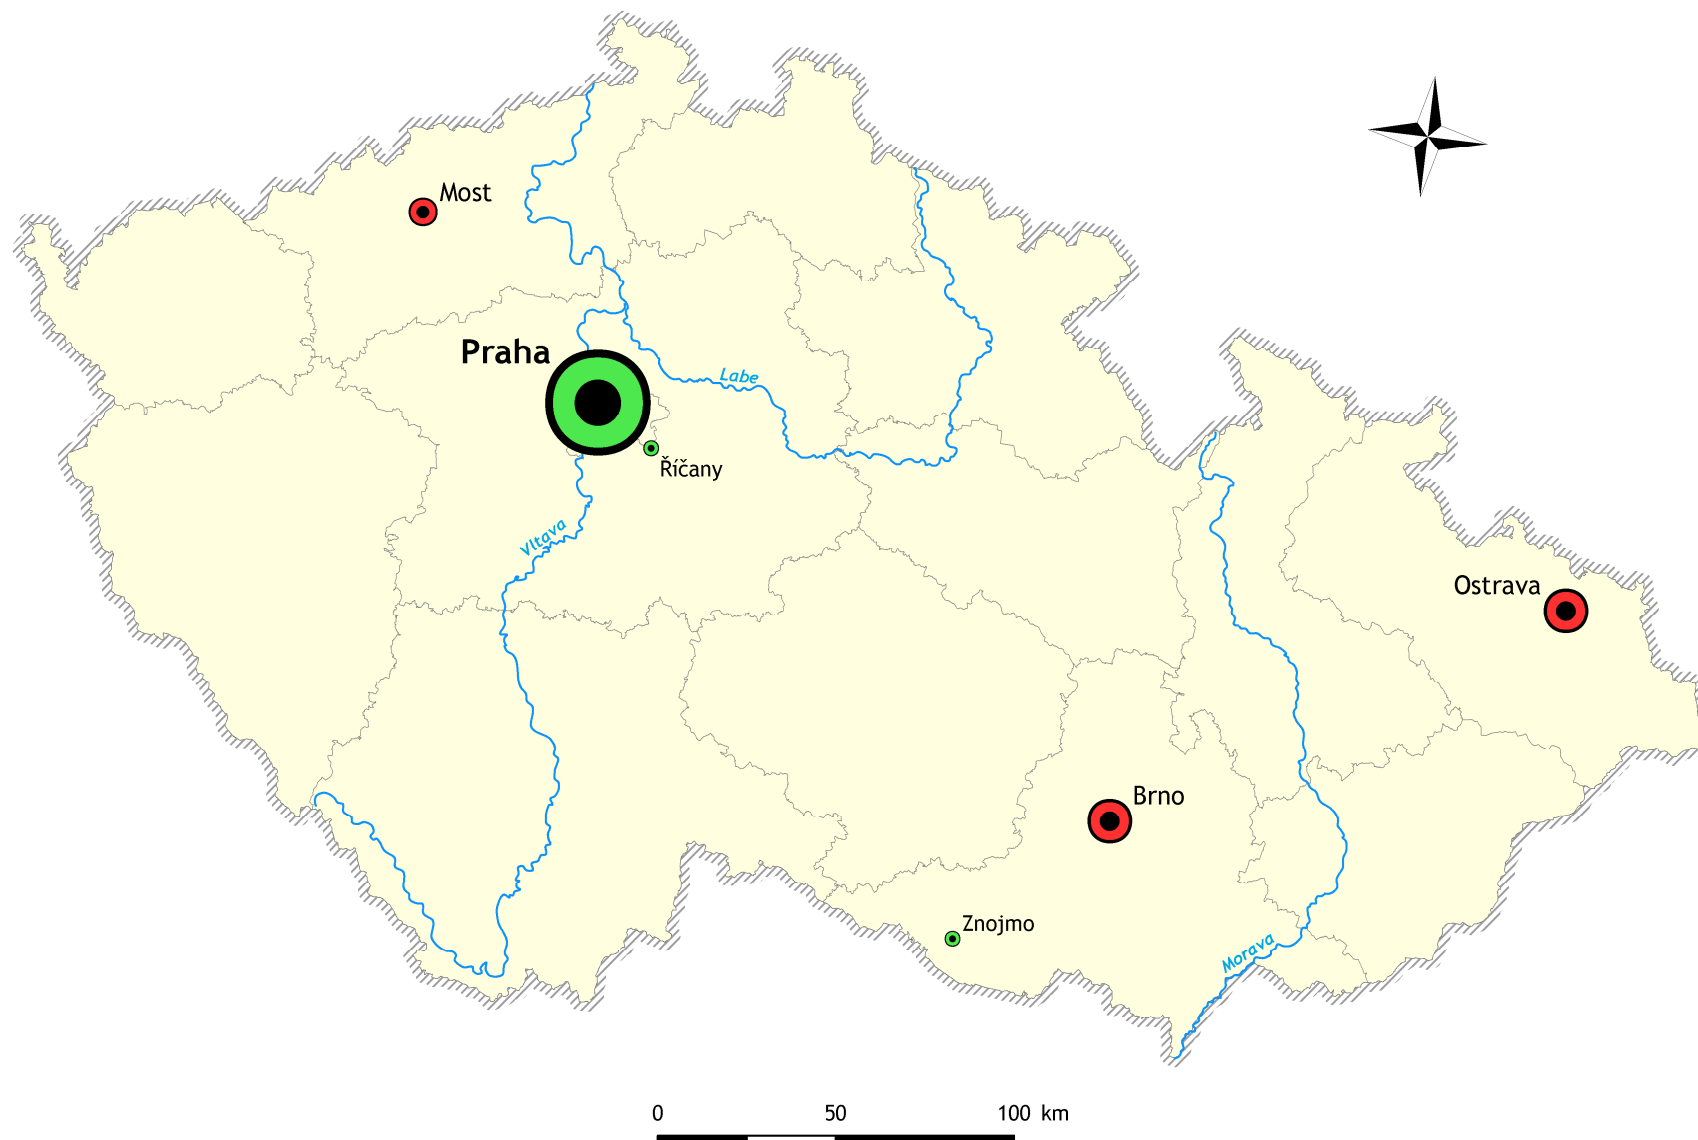 Most
Praha
Labe
Říčany
Vltava
Ostrava
Brno
Znojmo
Morava
0 50 100 km